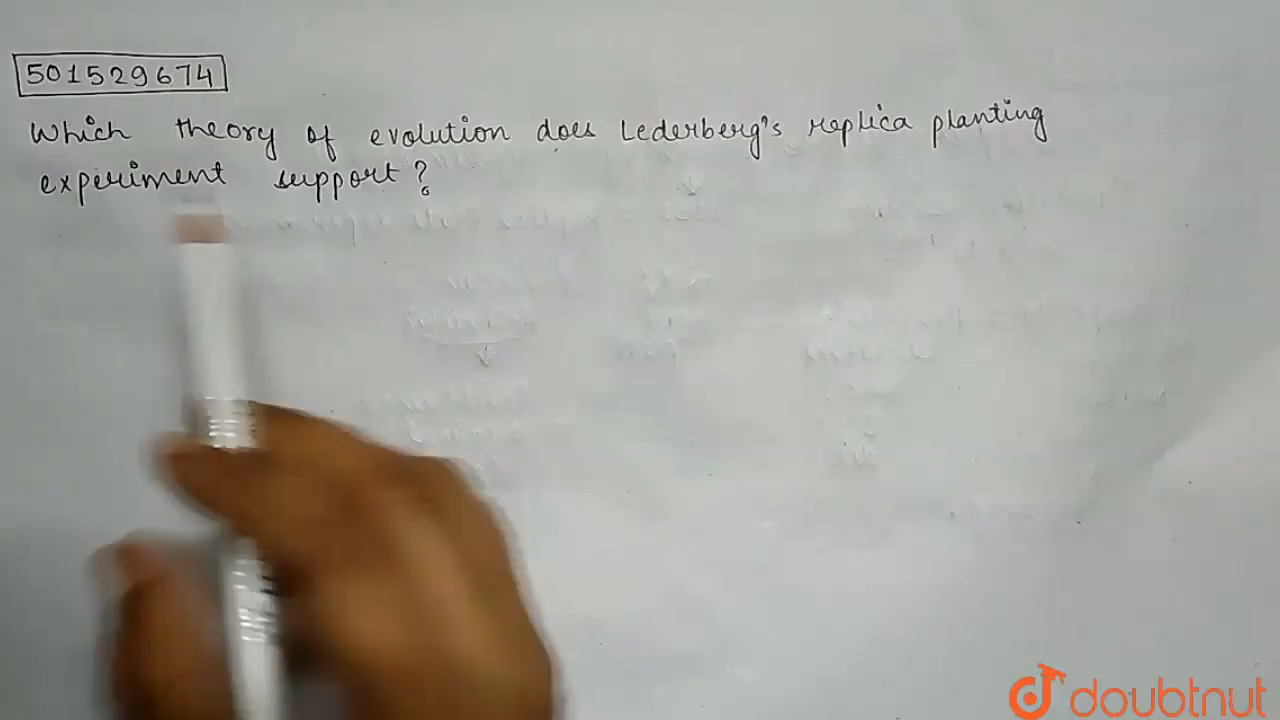 501529674
Which theory of evolution does Lederberg's replica planting
experiment support?
doubtnut